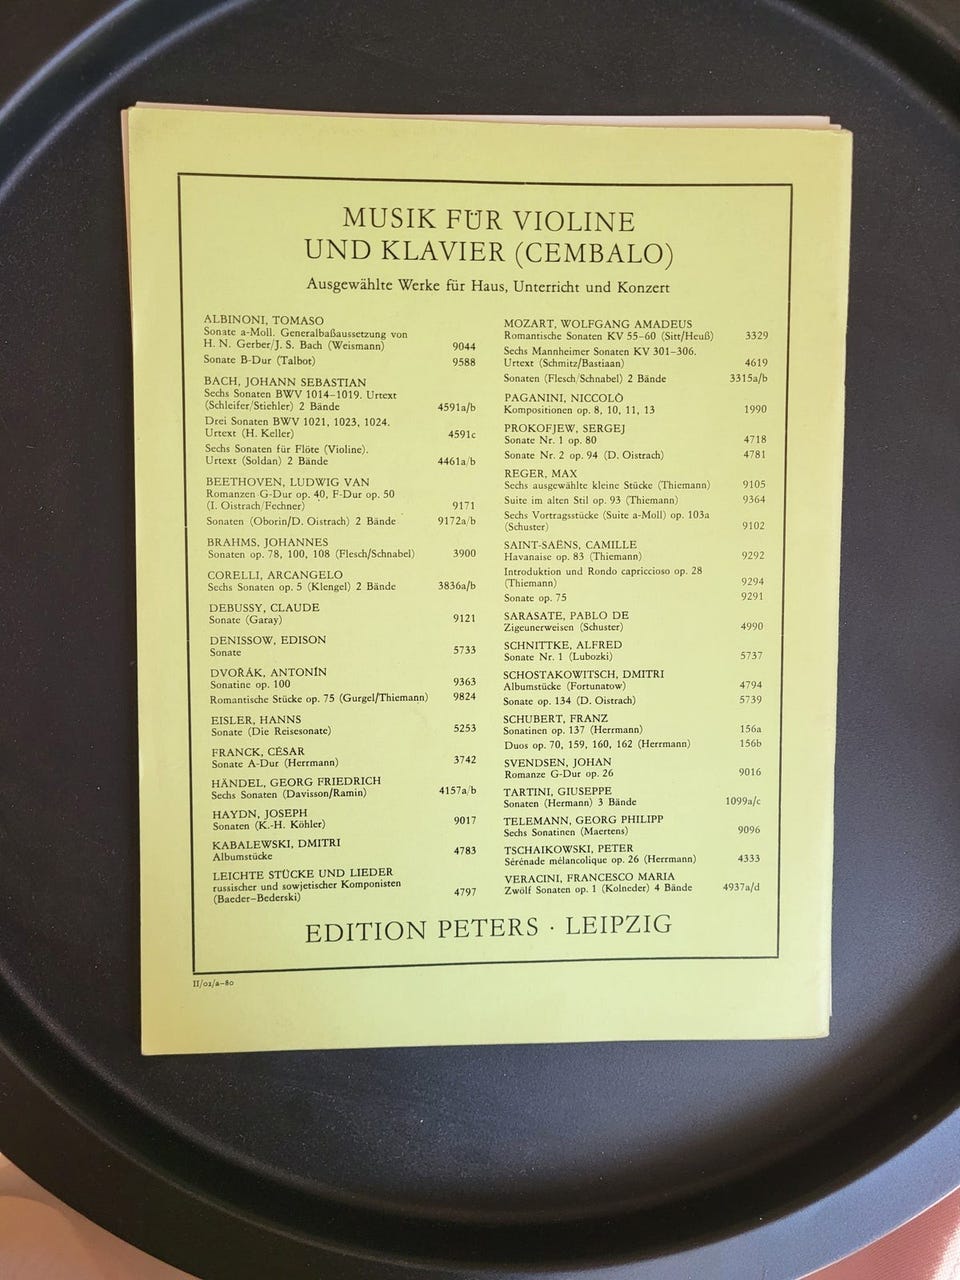 MUSIK FÜR VIOLINE
UND KLAVIER (CEMBALO)
Ausgewählte Werke für Haus, Unterricht und Konzert
ALBINONI, TOMASO
Sonate a-Moll. Generalbaßaussetzung von
H. N. Gerber/J. S. Bach (Weismann) 9044
Sonate B-Dur (Talbot) 9588
BACH, JOHANN SEBASTIAN
Sechs Sonaten BWV 1014–1019. Urtext
(Schleifer/Stiehler) 2 Bände 4591a/b
Drei Sonaten BWV 1021, 1023, 1024.
Urtext (H. Keller) 4591c
Sechs Sonaten für Flöte (Violine).
Urtext (Soldan) 2 Bände 4461a/b
BEETHOVEN, LUDWIG VAN
Romanzen G-Dur op. 40, F-Dur op. 50
(I. Oistrach/Fechner) 9171
Sonaten (Oborin/D. Oistrach) 2 Bände 9172a/b
BRAHMS, JOHANNES
Sonaten op. 78, 100, 108 (Flesch/Schnabel) 3900
CORELLI, ARCANGELO
Sechs Sonaten op. 5 (Klengel) 2 Bände 3836a/b
DEBUSSY, CLAUDE
Sonate (Garay) 9121
DENISSOW, EDISON
Sonate 5733
DVOŘÁK, ANTONÍN
Sonatine op. 100 9363
Romantische Stücke op. 75 (Gurgel/Thiemann) 9824
EISLER, HANNS
Sonate (Die Reisesonate) 5253
FRANCK, CÉSAR
Sonate A-Dur (Herrmann) 3742
HÄNDEL, GEORG FRIEDRICH
Sechs Sonaten (Davisson/Ramin) 4157a/b
HAYDN, JOSEPH
Sonaten (K.-H. Köhler) 9017
KABALEWSKI, DMITRI
Albumstücke 4783
LEICHTE STÜCKE UND LIEDER
russischer und sowjetischer Komponisten
(Baeder–Bederski) 4797
MOZART, WOLFGANG AMADEUS
Romantische Sonaten KV 55–60 (Sitt/Heuß) 3329
Sechs Mannheimer Sonaten KV 301–306.
Urtext (Schmitz/Bastiaan) 4619
Sonaten (Flesch/Schnabel) 2 Bände 3315a/b
PAGANINI, NICCOLÒ
Kompositionen op. 8, 10, 11, 13 1990
PROKOFJEW, SERGEJ
Sonate Nr. 1 op. 80 4718
Sonate Nr. 2 op. 94 (D. Oistrach) 4781
REGER, MAX
Sechs ausgewählte kleine Stücke (Thiemann) 9105
Suite im alten Stil op. 93 (Thiemann) 9364
Sechs Vortragsstücke (Suite a-Moll) op. 103a
(Schuster) 9102
SAINT-SAËNS, CAMILLE
Havanaise op. 83 (Thiemann) 9292
Introduktion und Rondo capriccioso op. 28
(Thiemann) 9294
Sonate op. 75 9291
SARASATE, PABLO DE
Zigeunerweisen (Schuster) 4990
SCHNITTKE, ALFRED
Sonate Nr. 1 (Lubozki) 5737
SCHOSTAKOWITSCH, DMITRI
Albumstücke (Fortunatow) 4794
Sonate op. 134 (D. Oistrach) 5739
SCHUBERT, FRANZ
Sonatinen op. 137 (Herrmann) 156a
Duos op. 70, 159, 160, 162 (Herrmann) 156b
SVENDSEN, JOHAN
Romanze G-Dur op. 26 9016
TARTINI, GIUSEPPE
Sonaten (Hermann) 3 Bände 1099a/c
TELEMANN, GEORG PHILIPP
Sechs Sonatinen (Maertens) 9096
TSCHAIKOWSKI, PETER
Sérénade mélancolique op. 26 (Hermann) 4333
VERACINI, FRANCESCO MARIA
Zwölf Sonaten op. 1 (Kolneder) 4 Bände 4937a/d
EDITION PETERS · LEIPZIG
II/02/a–80